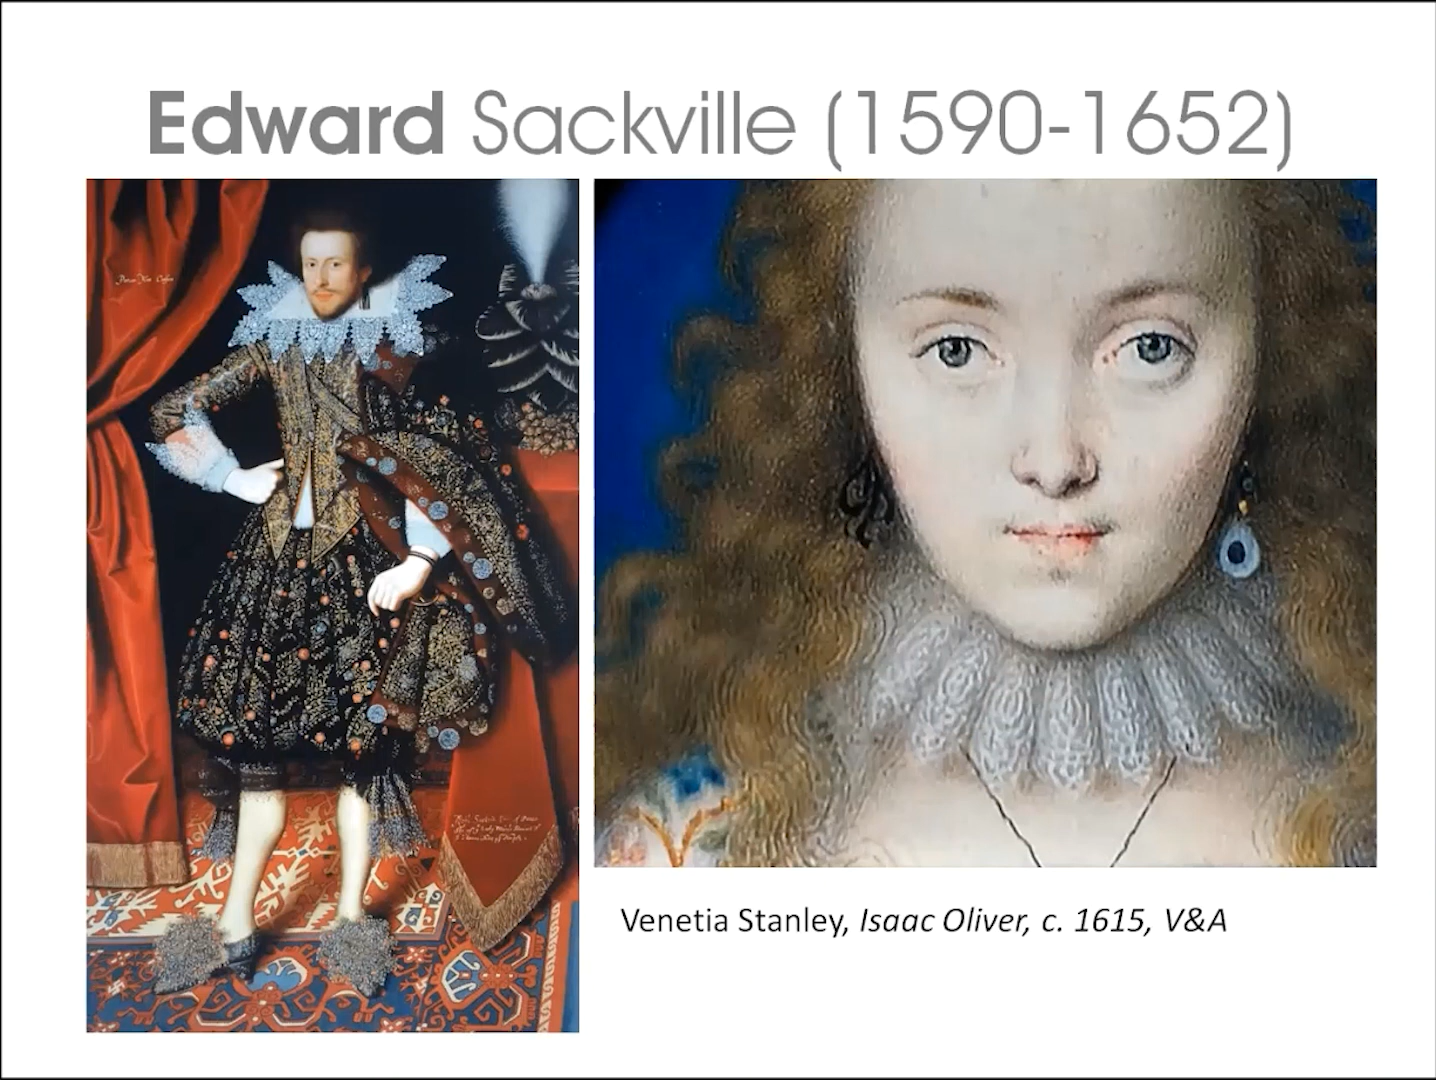 Edward Sackville (1590-1652)
Venetia Stanley, Isaac Oliver, c. 1615, V&A